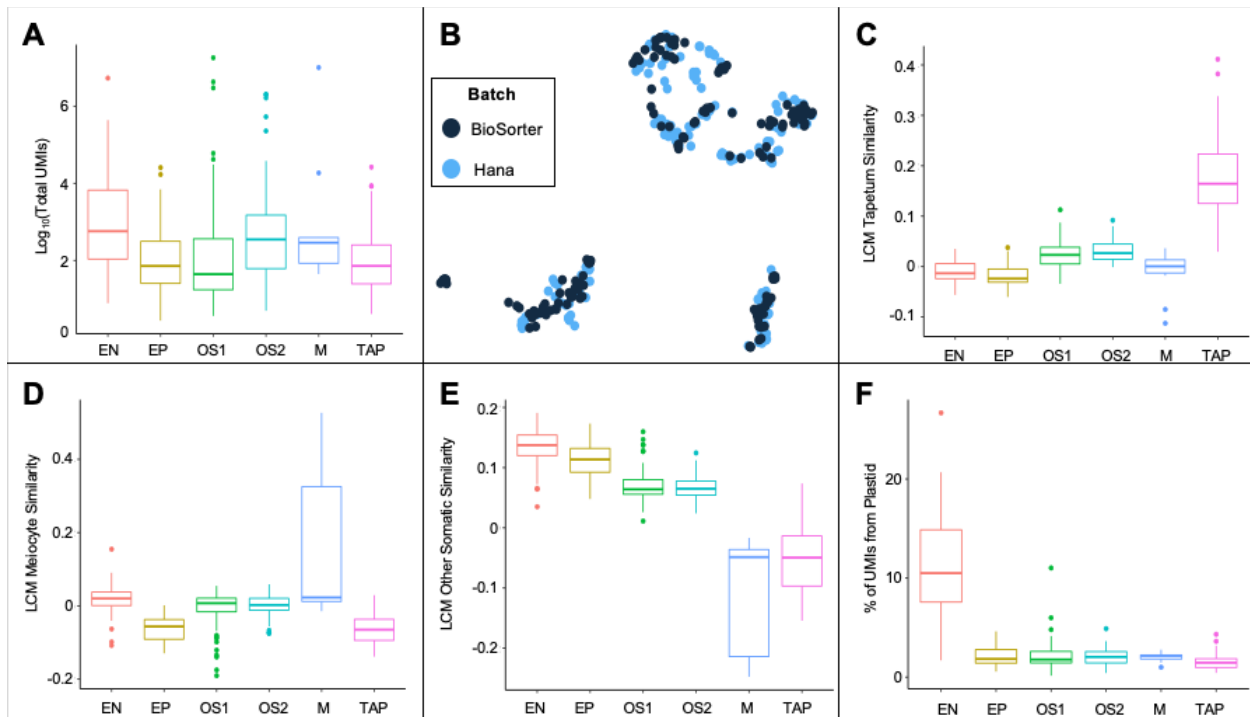 A
Log10(Total UMIs)
6
4
2
0
EN EP OS1 OS2 M TAP
B
Batch
BioSorter
Hana
C
LCM Tapetum Similarity
0.4
0.3
0.2
0.1
0
-0.1
EN EP OS1 OS2 M TAP
D
LCM Meiocyte Similarity
0.4
0.2
0
-0.2
EN EP OS1 OS2 M TAP
E
LCM Other Somatic Similarity
0.2
0.1
0
-0.1
-0.2
EN EP OS1 OS2 M TAP
F
% of UMIs from Plastid
20
10
0
EN EP OS1 OS2 M TAP